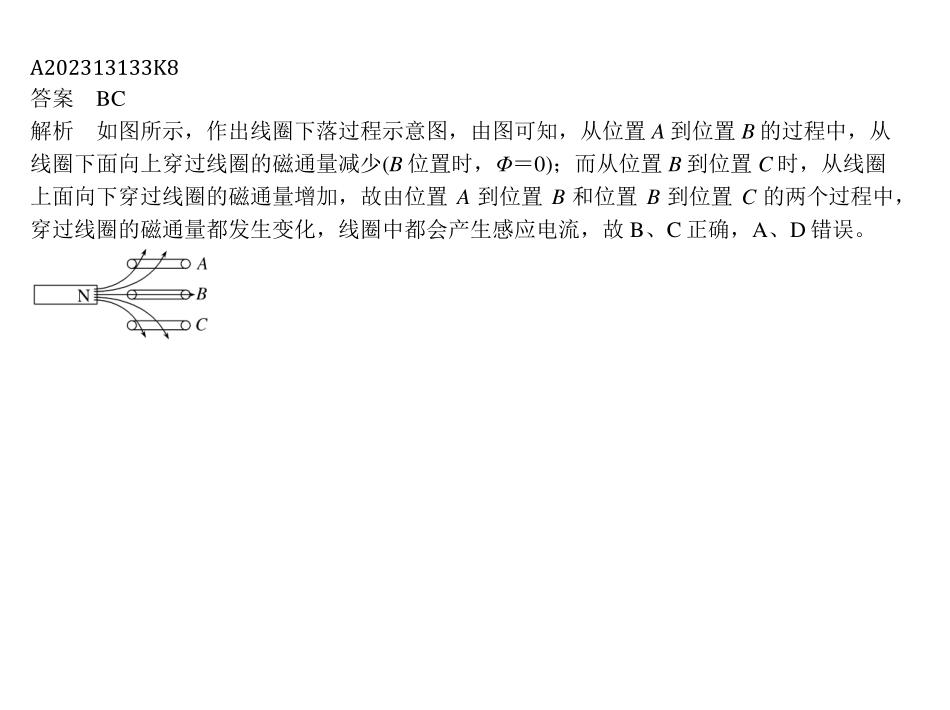 A202313133K8
答案　BC
解析　如图所示，作出线圈下落过程示意图，由图可知，从位置 A 到位置 B 的过程中，从
线圈下面向上穿过线圈的磁通量减少(B 位置时，Φ＝0)；而从位置 B 到位置 C 时，从线圈
上面向下穿过线圈的磁通量增加，故由位置 A 到位置 B 和位置 B 到位置 C 的两个过程中，
穿过线圈的磁通量都发生变化，线圈中都会产生感应电流，故 B、C 正确，A、D 错误。
A
N B
C